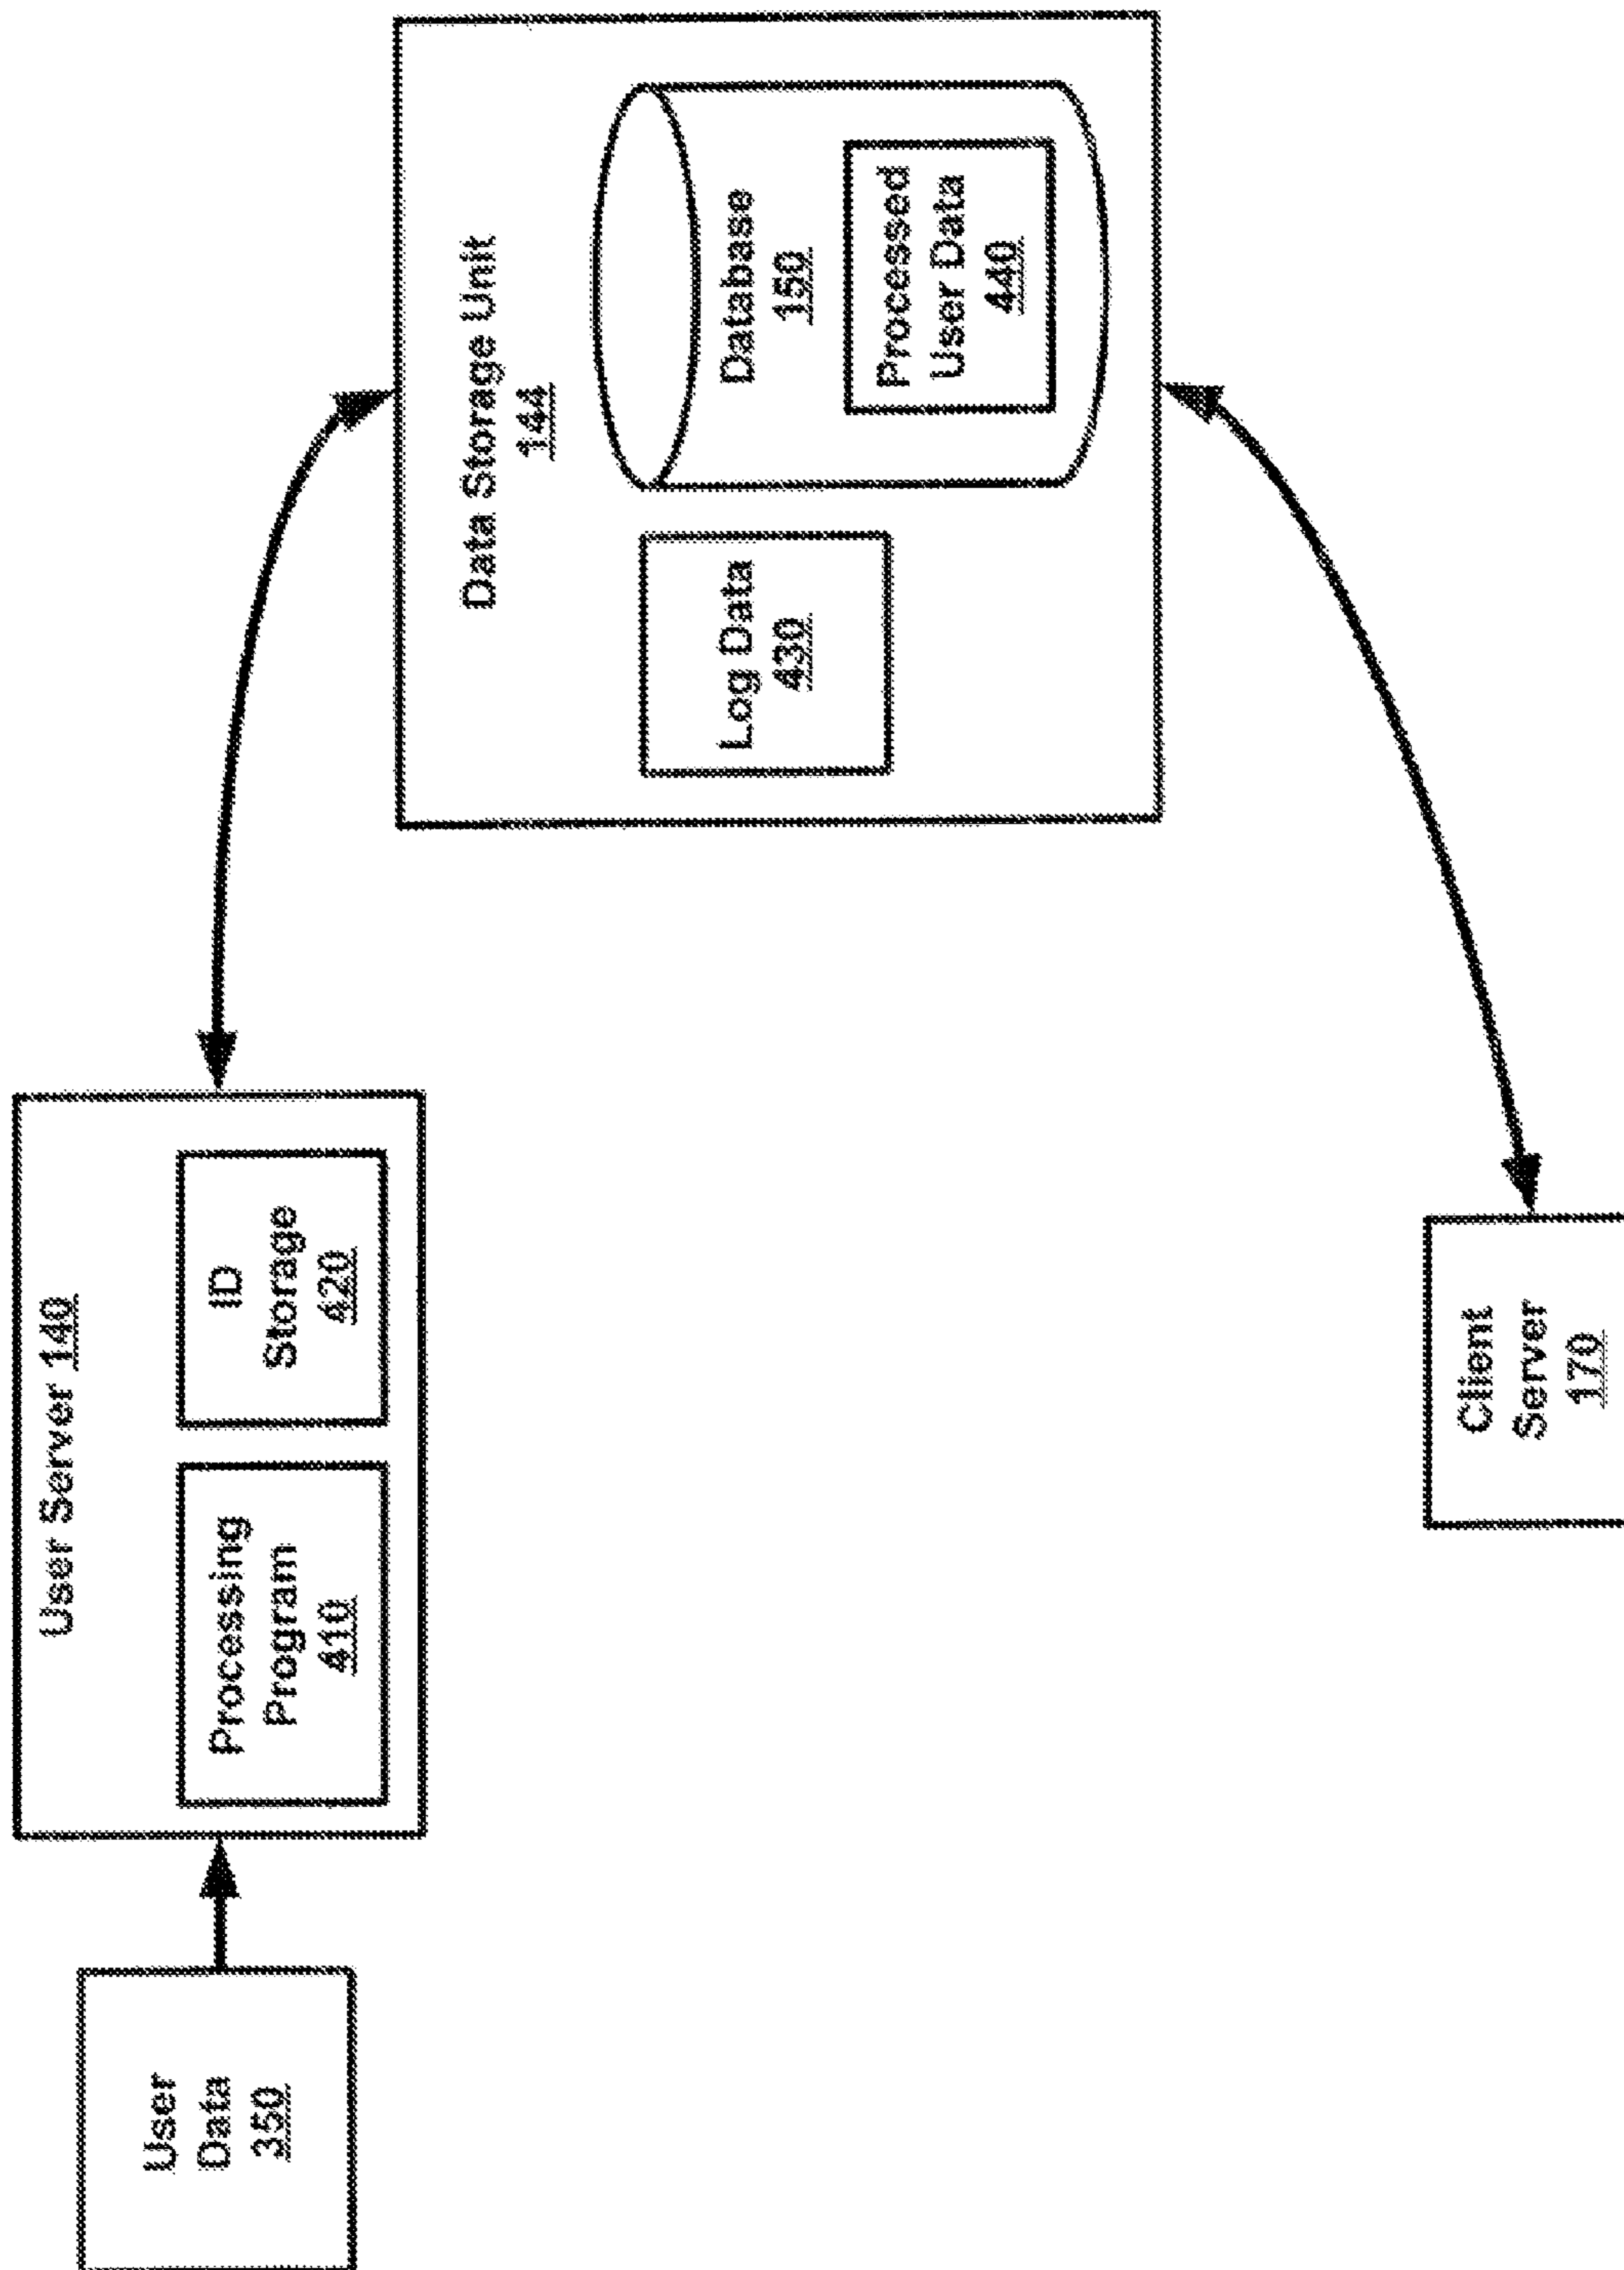 User
Data
350
User Server 140
Processing
Program
410
ID
Storage
420
Data Storage Unit
144
Log Data
430
Database
150
Processed
User Data
440
Client
Server
170